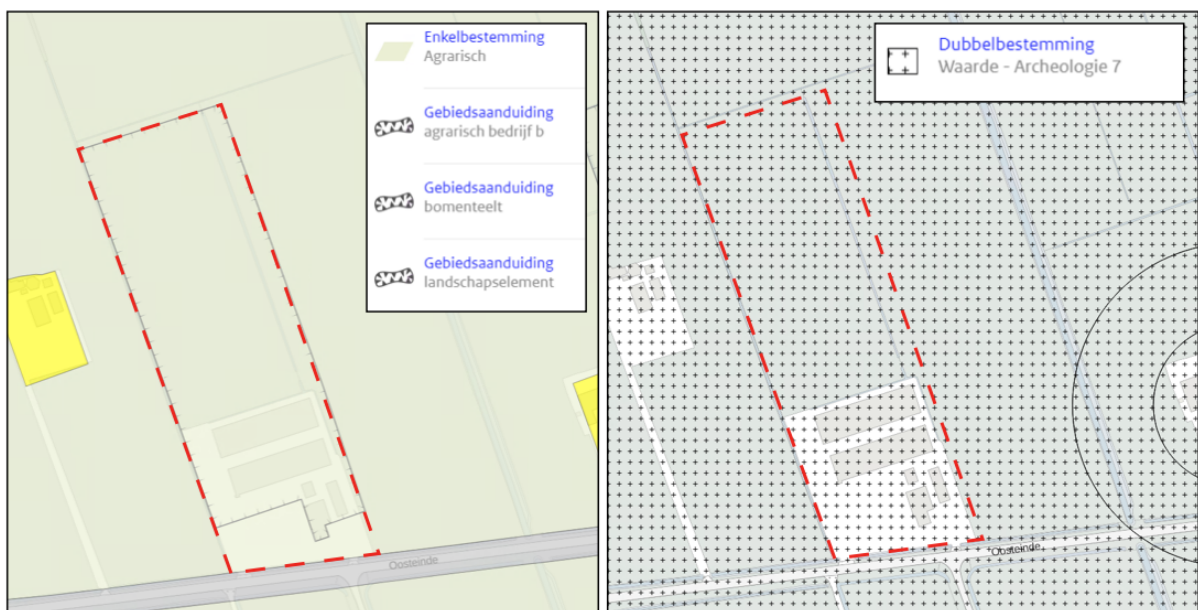 Enkelbestemming
Agrarisch
Gebiedsaanduiding
agrarisch bedrijf b
Gebiedsaanduiding
bomenteelt
Gebiedsaanduiding
landschapselement
Oosteinde
Dubbelbestemming
Waarde - Archeologie 7
Oosteinde